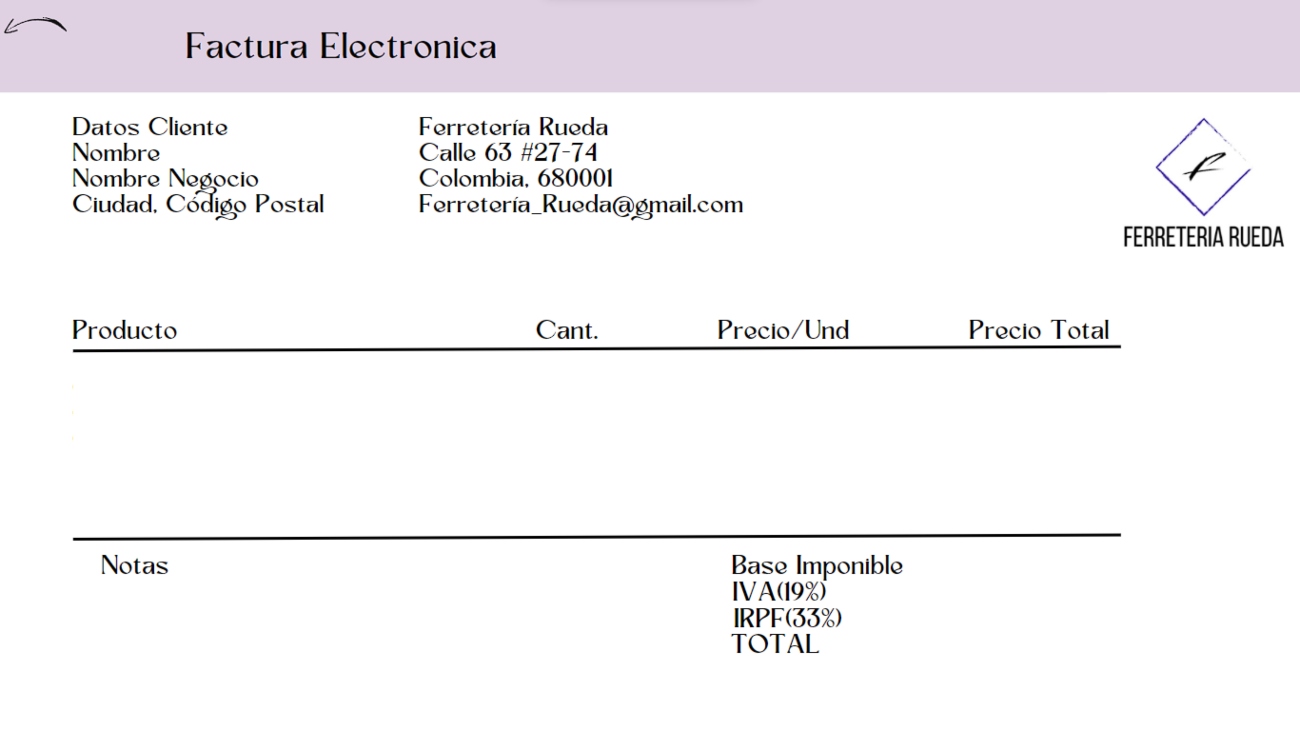 Factura Electronica
Datos Cliente
Nombre
Nombre Negocio
Ciudad, Código Postal
Ferretería Rueda
Calle 63 #27-74
Colombia, 680001
Ferretería_Rueda@gmail.com
FERRETERIA RUEDA
Producto Cant. Precio/Und Precio Total
Notas
Base Imponible
IVA(19%)
IRPF(33%)
TOTAL